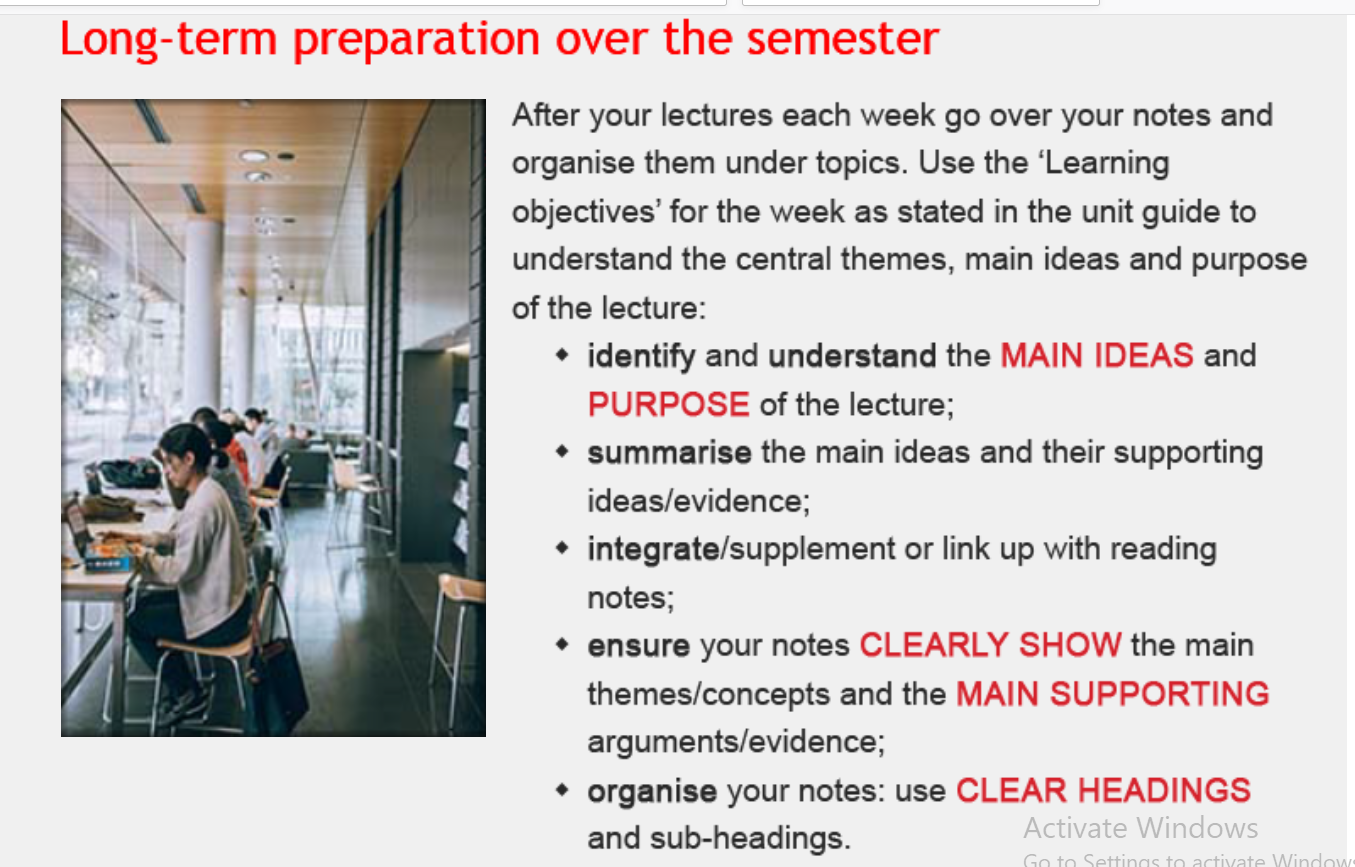 Long-term preparation over the semester
After your lectures each week go over your notes and
organise them under topics. Use the ‘Learning
objectives’ for the week as stated in the unit guide to
understand the central themes, main ideas and purpose
of the lecture:
◆ identify and understand the MAIN IDEAS and
PURPOSE of the lecture;
◆ summarise the main ideas and their supporting
ideas/evidence;
◆ integrate/supplement or link up with reading
notes;
◆ ensure your notes CLEARLY SHOW the main
themes/concepts and the MAIN SUPPORTING
arguments/evidence;
◆ organise your notes: use CLEAR HEADINGS
and sub-headings.
Activate Windows
Go to Settings to activate Windows